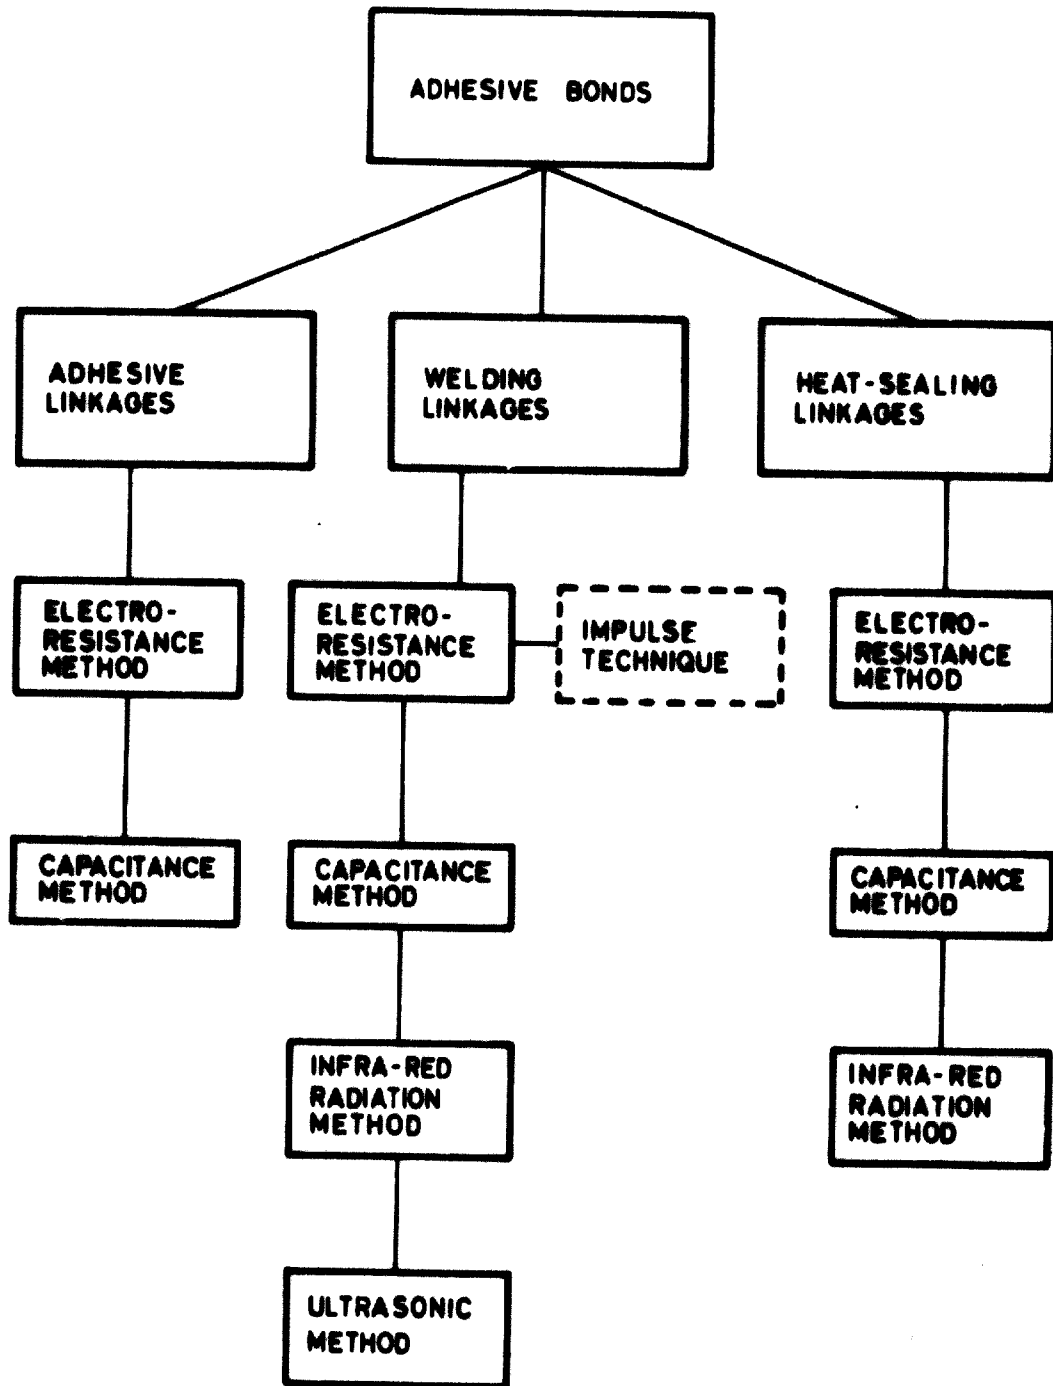 ADHESIVE BONDS
ADHESIVE
LINKAGES
WELDING
LINKAGES
HEAT-SEALING
LINKAGES
ELECTRO-
RESISTANCE
METHOD
ELECTRO-
RESISTANCE
METHOD
IMPULSE
TECHNIQUE
ELECTRO-
RESISTANCE
METHOD
CAPACITANCE
METHOD
CAPACITANCE
METHOD
CAPACITANCE
METHOD
INFRA-RED
RADIATION
METHOD
INFRA-RED
RADIATION
METHOD
ULTRASONIC
METHOD